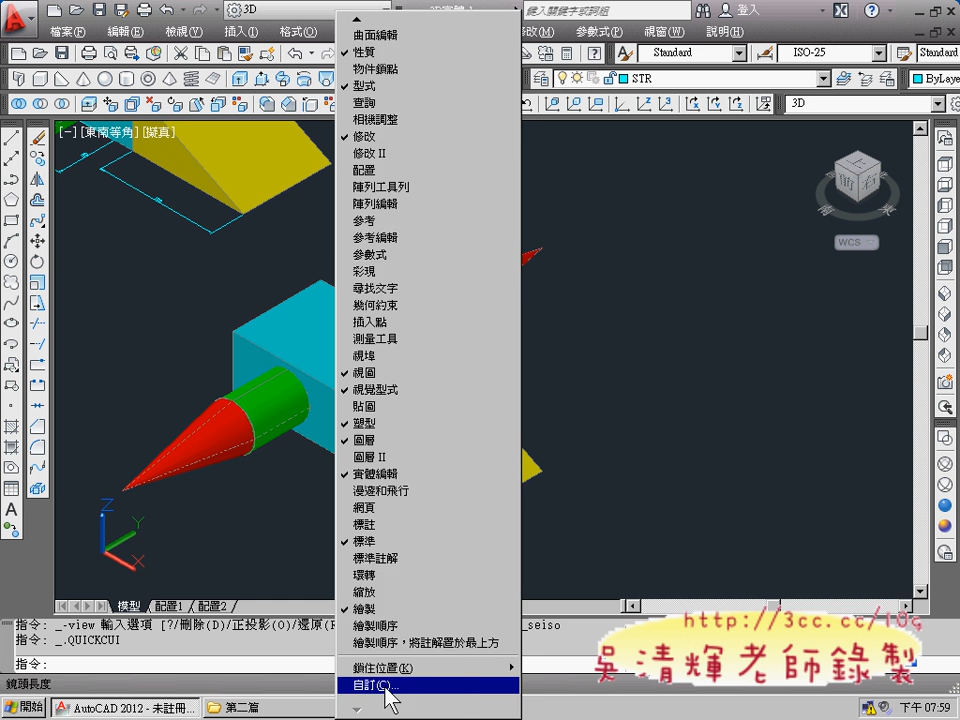 3D
鍵入關鍵字或詞組
登入
檔案(F) 編輯(E) 檢視(V) 插入(I) 格式(O)
修改(M) 參數式(P) 視窗(W) 說明(H)
Standard
ISO-25
Standard
STR
ByLaye
3D
[−][東南等角][擬真]
曲面編輯
性質
物件鎖點
型式
查詢
相機調整
修改
修改 II
配置
陣列工具列
陣列編輯
參考
參考編輯
參數式
彩現
尋找文字
幾何約束
插入點
測量工具
視埠
視圖
視覺型式
貼圖
塑型
圖層
圖層 II
實體編輯
漫遊和飛行
網頁
標註
標準
標準註解
環轉
縮放
繪製
繪製順序
繪製順序，將註解置於最上方
鎖住位置(K)
自訂(C)...
上
前 右
南 東
WCS
Z
Y
X
模型 配置1 配置2
指令: _-view 輸入選項 [?/刪除(D)/正投影(O)/還原(R
_seiso
指令: _.QUICKCUI
指令:
鏡頭長度
http://3cc.cc/10g
吳清輝老師錄製
開始
AutoCAD 2012 - 未註冊...
第二篇
下午 07:59